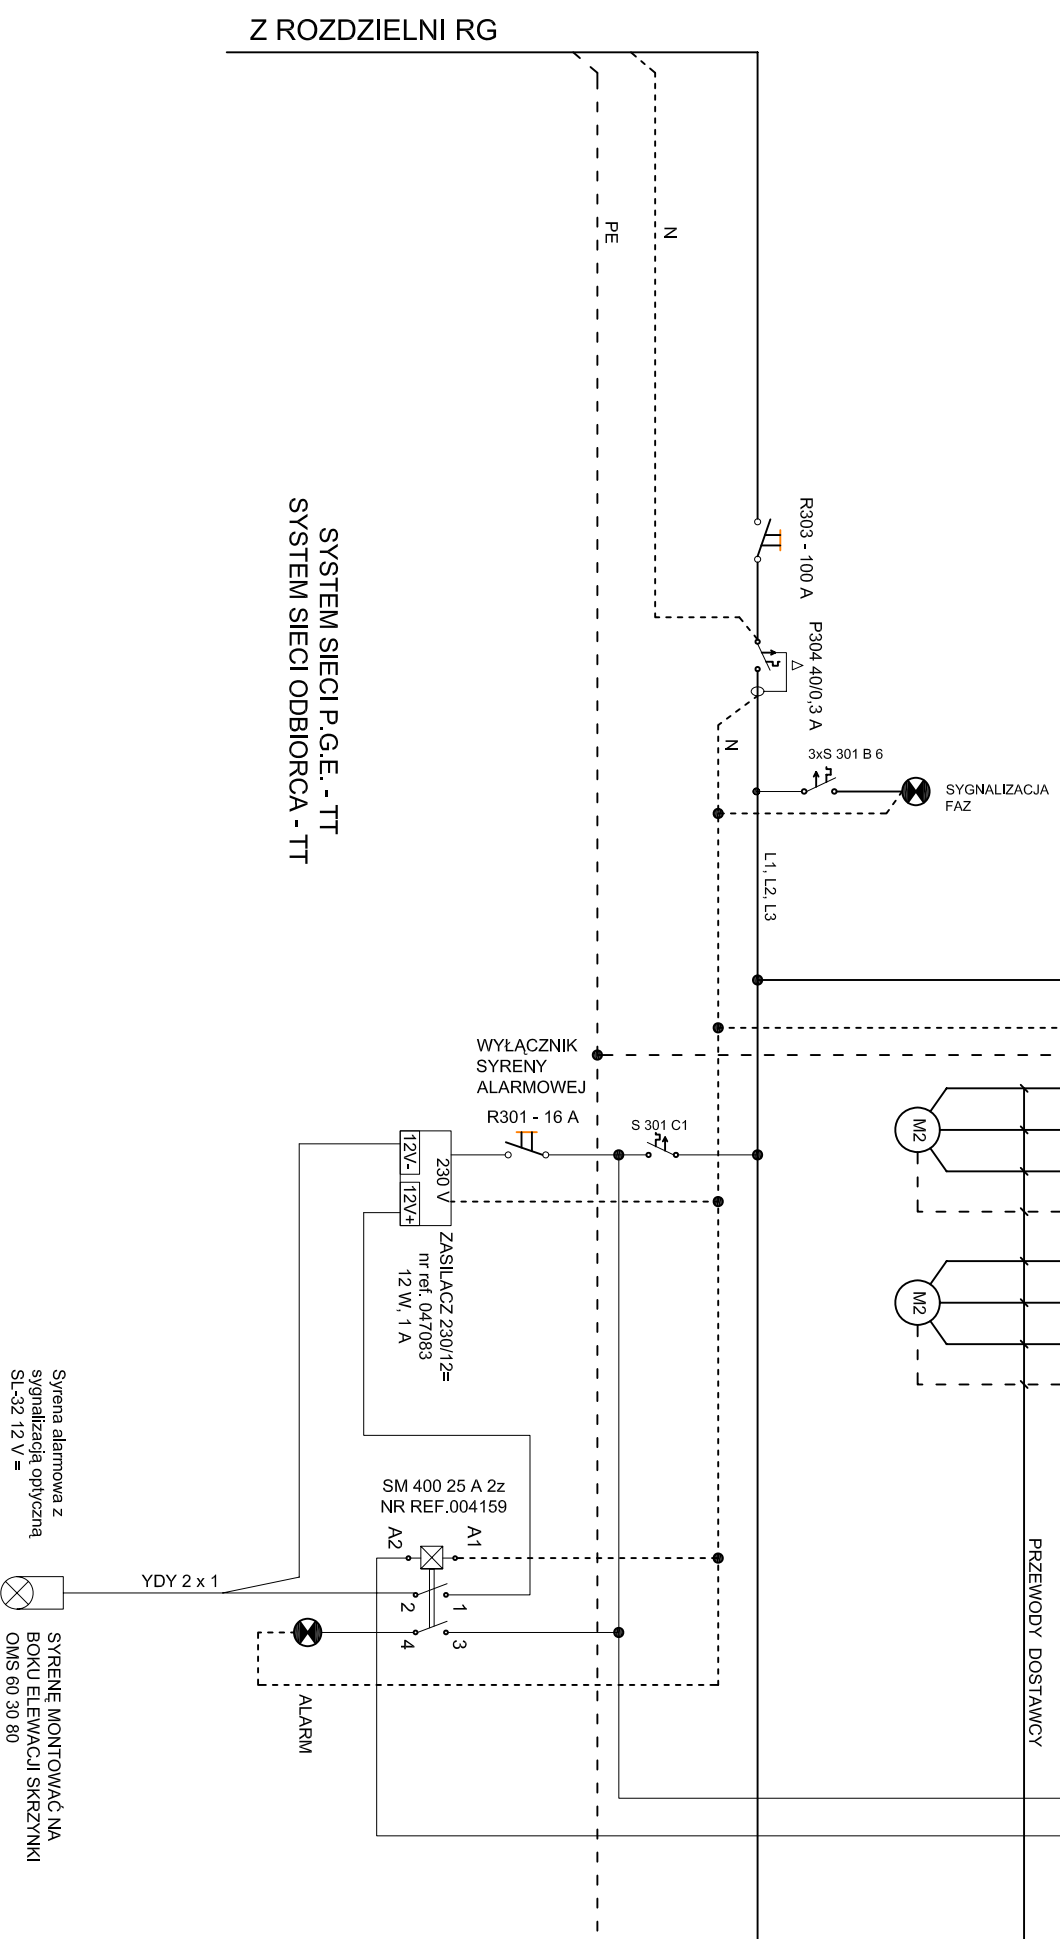 Z ROZDZIELNI RG
PE
N
R303 - 100 A
P304 40/0,3 A
N
3xS 301 B 6
SYGNALIZACJA
FAZ
L1, L2, L3
SYSTEM SIECI P.G.E. - TT
SYSTEM SIECI ODBIORCA - TT
WYŁĄCZNIK
SYRENY
ALARMOWEJ
R301 - 16 A
S 301 C1
12V-
12V+
230 V
ZASILACZ 230/12=
nr ref. 047083
12 W, 1 A
M2
M2
SM 400 25 A 2z
NR REF.004159
A2
A1
2
1
4
3
YDY 2 x 1
ALARM
Syrena alarmowa z
sygnalizacją optyczną
SL-32 12 V =
SYRENĘ MONTOWAĆ NA
BOKU ELEWACJI SKRZYNKI
OMS 60 30 80
PRZEWODY DOSTAWCY